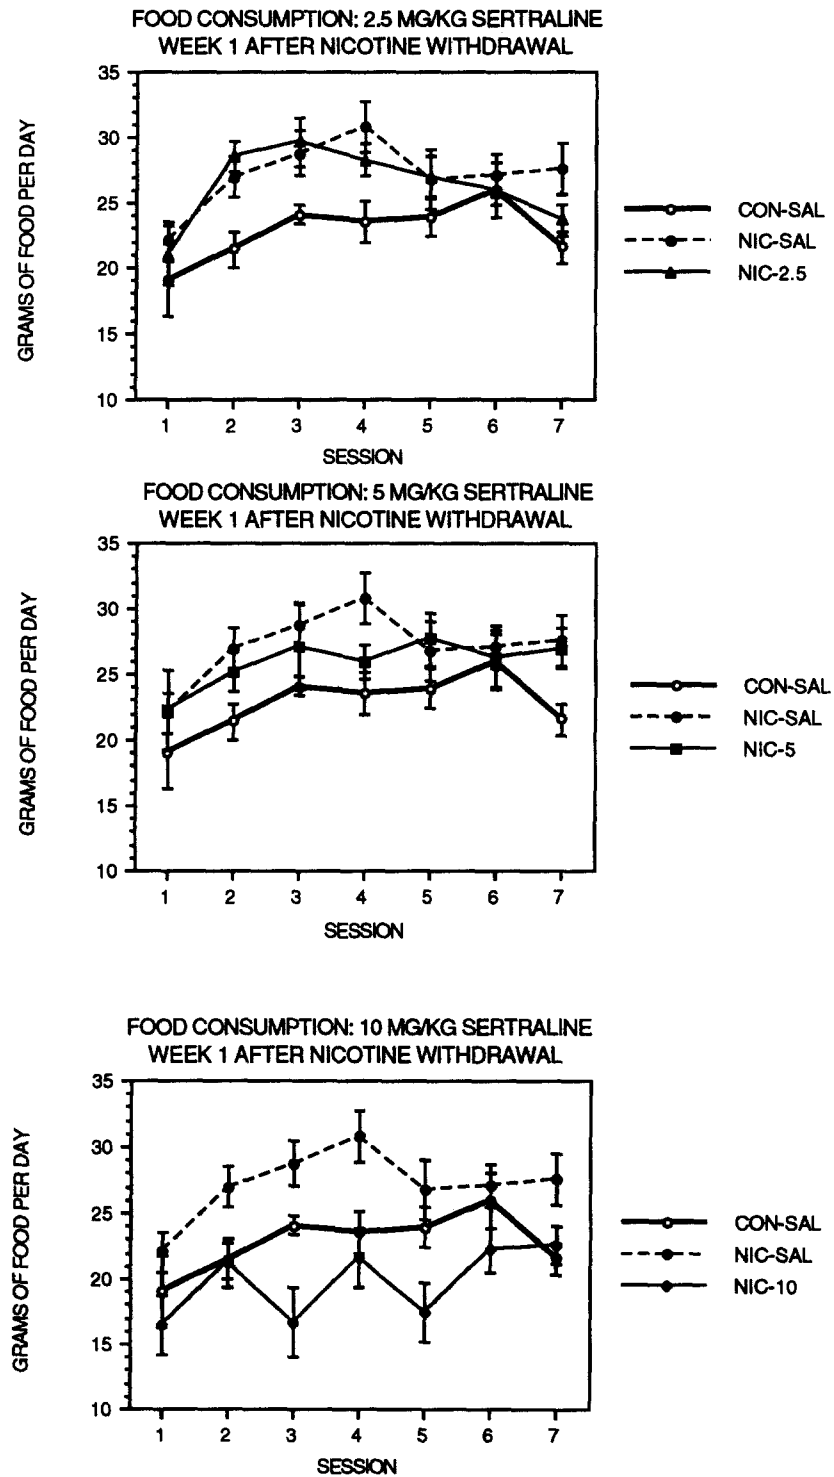 FOOD CONSUMPTION: 2.5 MG/KG SERTRALINE
WEEK 1 AFTER NICOTINE WITHDRAWAL
GRAMS OF FOOD PER DAY
35
30
25
20
15
10
1 2 3 4 5 6 7
SESSION
CON-SAL
NIC-SAL
NIC-2.5
FOOD CONSUMPTION: 5 MG/KG SERTRALINE
WEEK 1 AFTER NICOTINE WITHDRAWAL
GRAMS OF FOOD PER DAY
35
30
25
20
15
10
1 2 3 4 5 6 7
SESSION
CON-SAL
NIC-SAL
NIC-5
FOOD CONSUMPTION: 10 MG/KG SERTRALINE
WEEK 1 AFTER NICOTINE WITHDRAWAL
GRAMS OF FOOD PER DAY
35
30
25
20
15
10
1 2 3 4 5 6 7
SESSION
CON-SAL
NIC-SAL
NIC-10